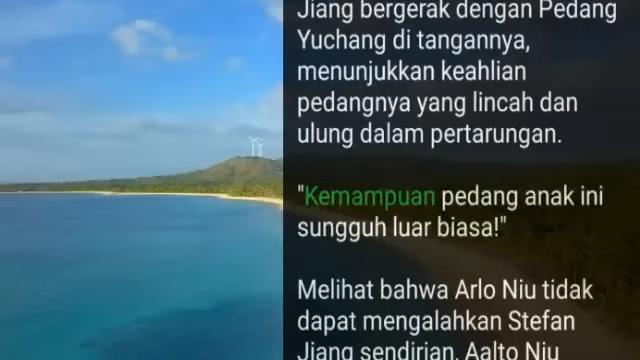 Jiang bergerak dengan Pedang
Yuchang di tangannya,
menunjukkan keahlian
pedangnya yang lincah dan
ulung dalam pertarungan.
"Kemampuan pedang anak ini
sungguh luar biasa!"
Melihat bahwa Arlo Niu tidak
dapat mengalahkan Stefan
Jiang sendirian, Aalto Niu